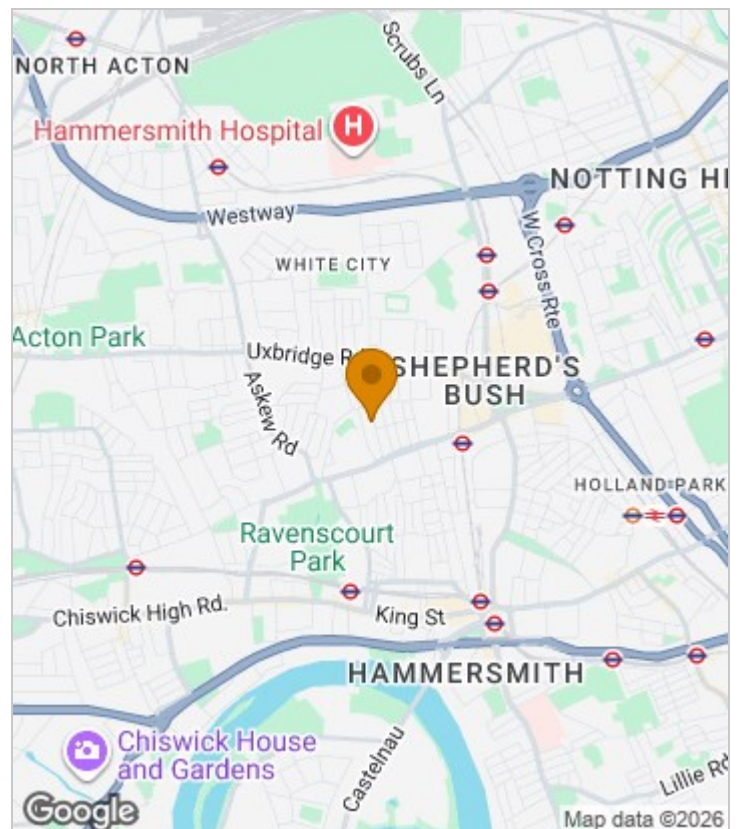 Scrubs Ln
NORTH ACTON
Hammersmith Hospital
H
NOTTING HI
Westway
W Cross Rte
WHITE CITY
Acton Park
Uxbridge R
SHEPHERD'S
BUSH
Askew Rd
HOLLAND PARK
Ravenscourt
Park
Chiswick High Rd.
King St
HAMMERSMITH
Chiswick House
and Gardens
Castelnau
Lillie Rd
Google
Map data ©2026